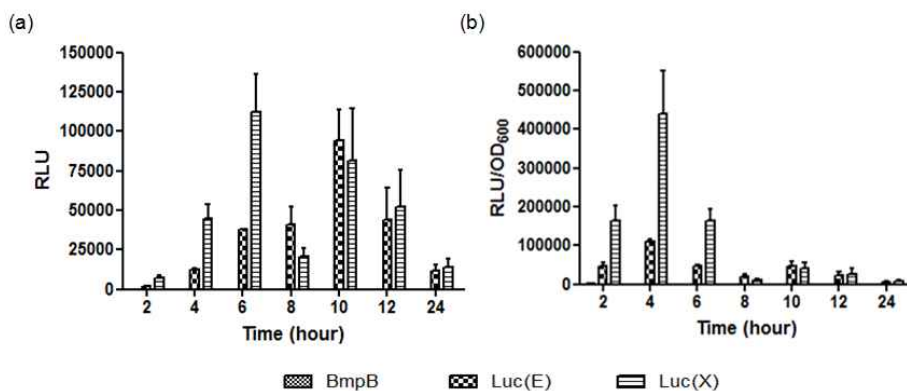 (a)
150000
125000
100000
75000
50000
25000
0
RLU
2 4 6 8 10 12 24
Time (hour)
(b)
600000
500000
400000
300000
200000
100000
0
RLU/OD600
2 4 6 8 10 12 24
Time (hour)
BmpB Luc(E) Luc(X)